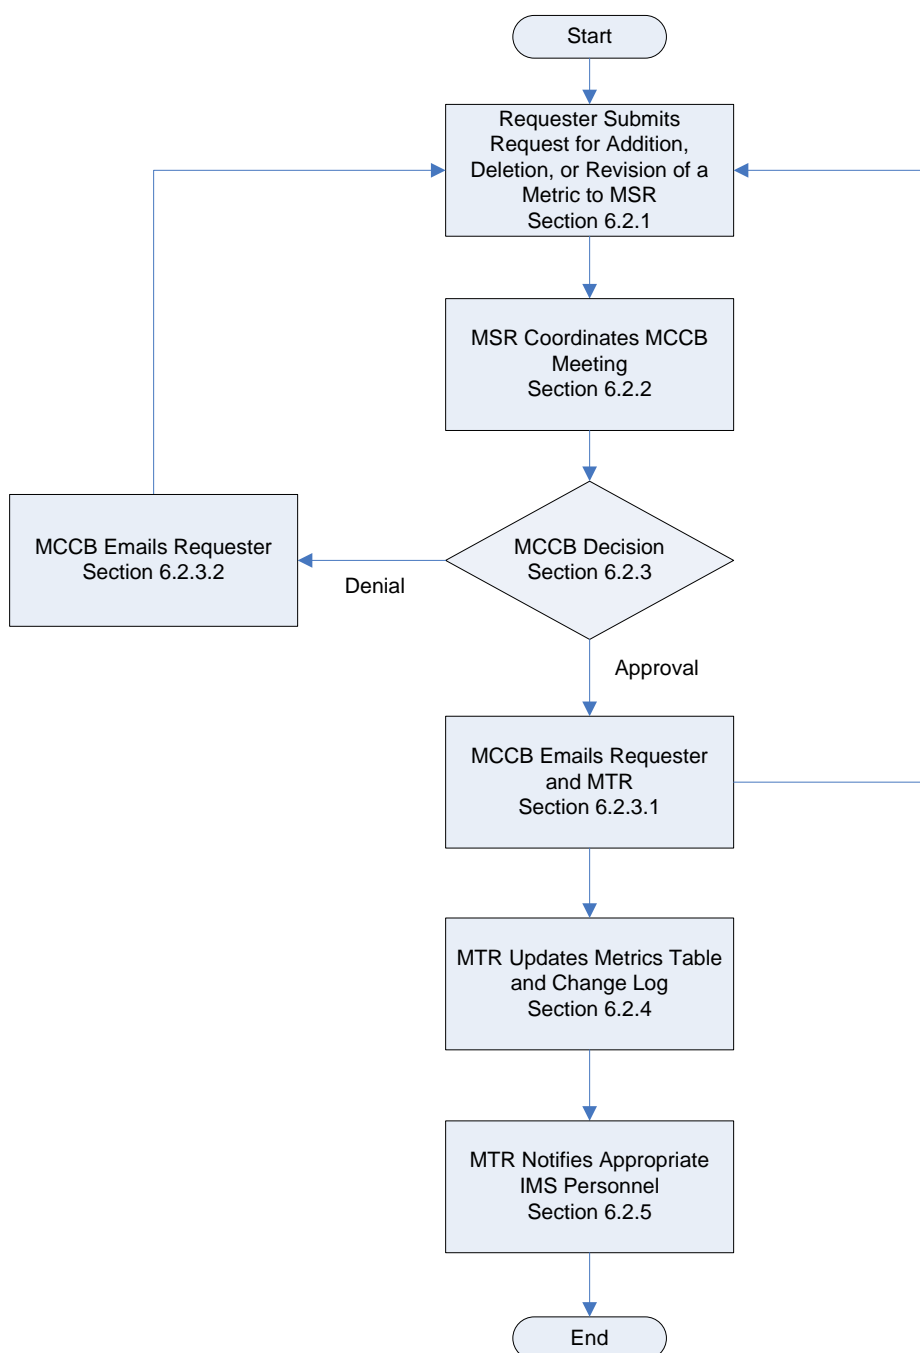 Start
Requester Submits
Request for Addition,
Deletion, or Revision of a
Metric to MSR
Section 6.2.1
MSR Coordinates MCCB
Meeting
Section 6.2.2
MCCB Decision
Section 6.2.3
MCCB Emails Requester
Section 6.2.3.2
Denial
Approval
MCCB Emails Requester
and MTR
Section 6.2.3.1
MTR Updates Metrics Table
and Change Log
Section 6.2.4
MTR Notifies Appropriate
IMS Personnel
Section 6.2.5
End